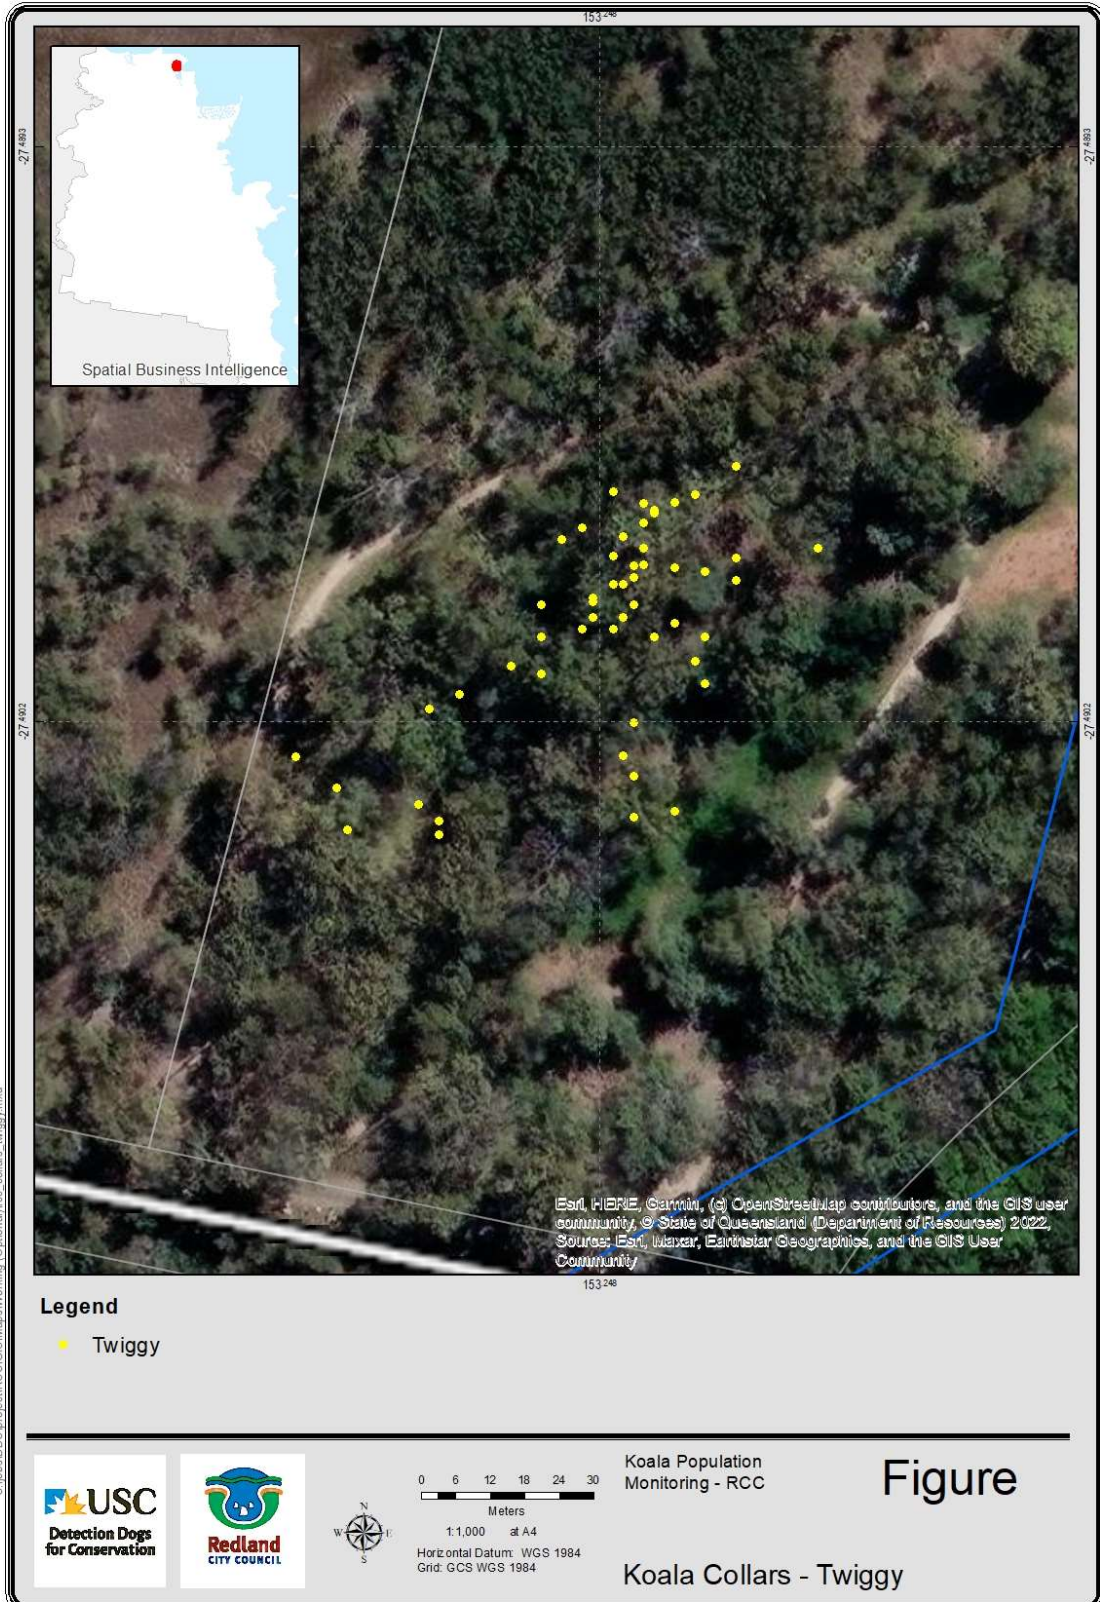 153.248
-27.4893
-27.4893
Spatial Business Intelligence
-27.4902
-27.4902
Esri, HERE, Garmin, (c) OpenStreetMap contributors, and the GIS user
community, © State of Queensland (Department of Resources) 2022,
Source: Esri, Maxar, Earthstar Geographics, and the GIS User
Community
153.248
Legend
Twiggy
USC
Detection Dogs
for Conservation
Redland
CITY COUNCIL
N
W E
S
0 6 12 18 24 30
Meters
1:1,000 at A4
Horizontal Datum: WGS 1984
Grid: GCS WGS 1984
Koala Population
Monitoring - RCC
Figure
Koala Collars - Twiggy